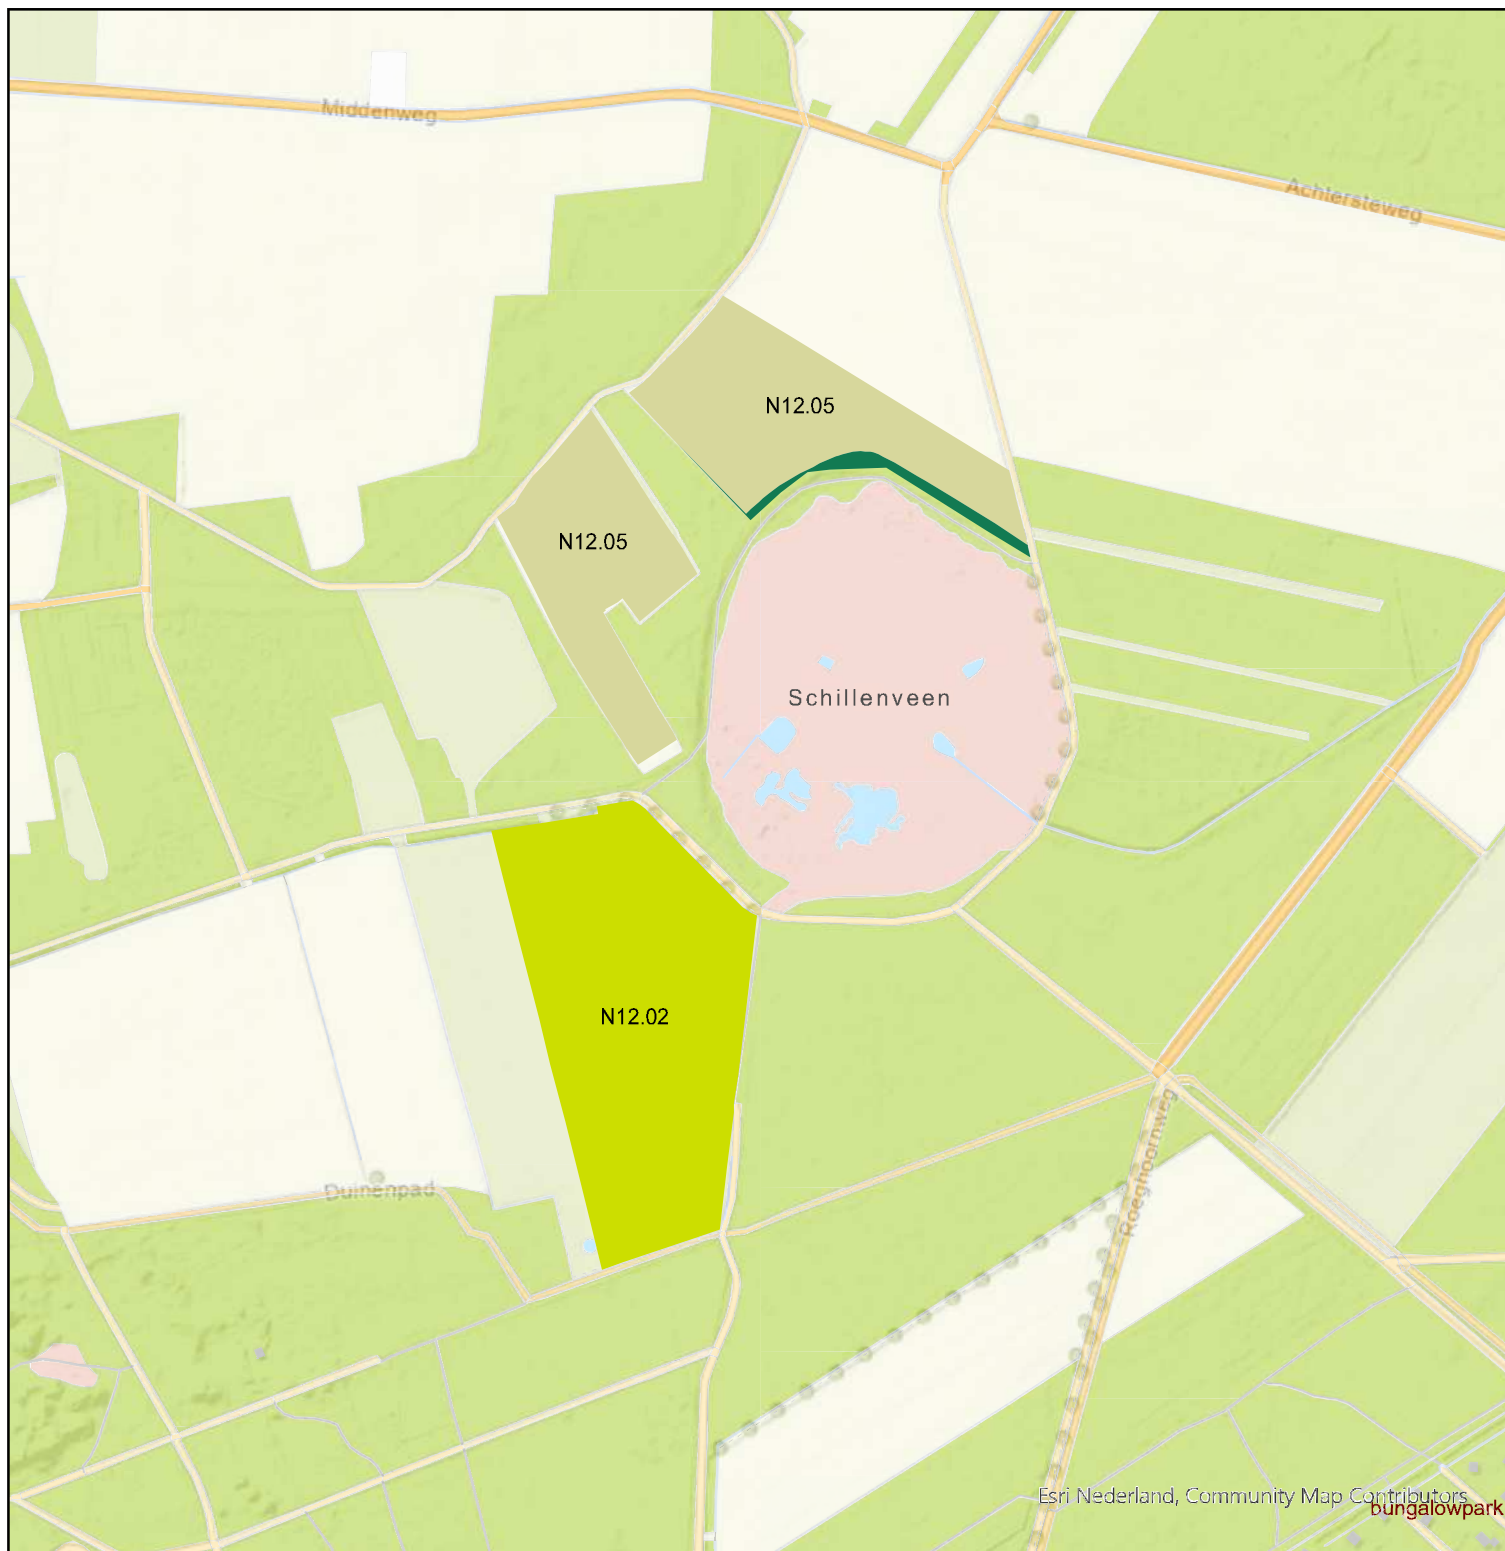 Middenweg
Achtersteweg
N12.05
N12.05
Schillenveen
N12.02
Duinenpad
Roeghoornweg
Esri Nederland, Community Map Contributors
bungalowpark